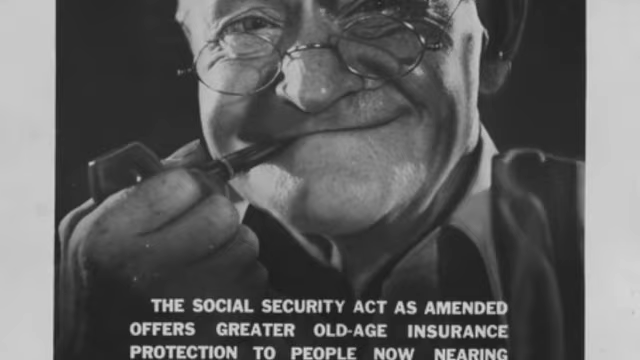 THE SOCIAL SECURITY ACT AS AMENDED
OFFERS GREATER OLD-AGE INSURANCE
PROTECTION TO PEOPLE NOW NEARING